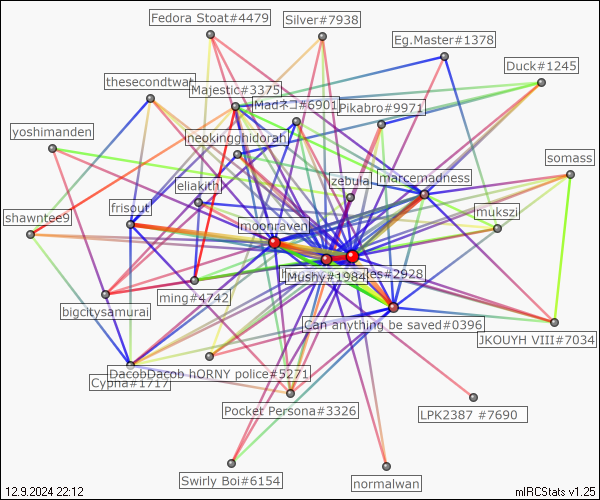 Fedora Stoat#4479
Silver#7938
Eg.Master#1378
Duck#1245
thesecondtwat
Majestic#3375
Madネコ#6901
Pikabro#9971
yoshimanden
neokingghidorah
somass
eliakith
zebula
marcemadness
shawntee9
frisout
mukszi
moonraven
Mushy#1984
es#2928
ming#4742
bigcitysamurai
Can anything be saved#0396
JKOUYH VIII#7034
DacobDacob hORNY police#5271
Cypha#1717
Pocket Persona#3326
LPK2387 #7690
Swirly Boi#6154
normalwan
12.9.2024 22:12
mIRCStats v1.25